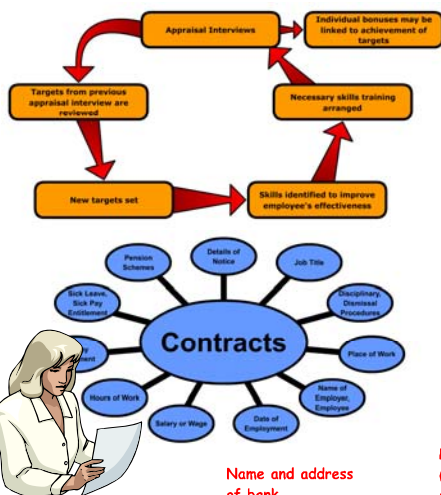 Appraisal Interviews
Individual bonuses may be
linked to achievement of
targets
Targets from previous
appraisal interview are
reviewed
Necessary skills training
arranged
New targets set
Skills identified to improve
employee's effectiveness
Pension
Schemes
Details of
Notice
Job Title
Sick Leave,
Sick Pay
Entitlement
Disciplinary,
Dismissal
Procedures
Contracts
Place of Work
Hours of Work
Name of
Employer,
Employee
Salary or Wage
Date of
Employment
Name and address
of bank